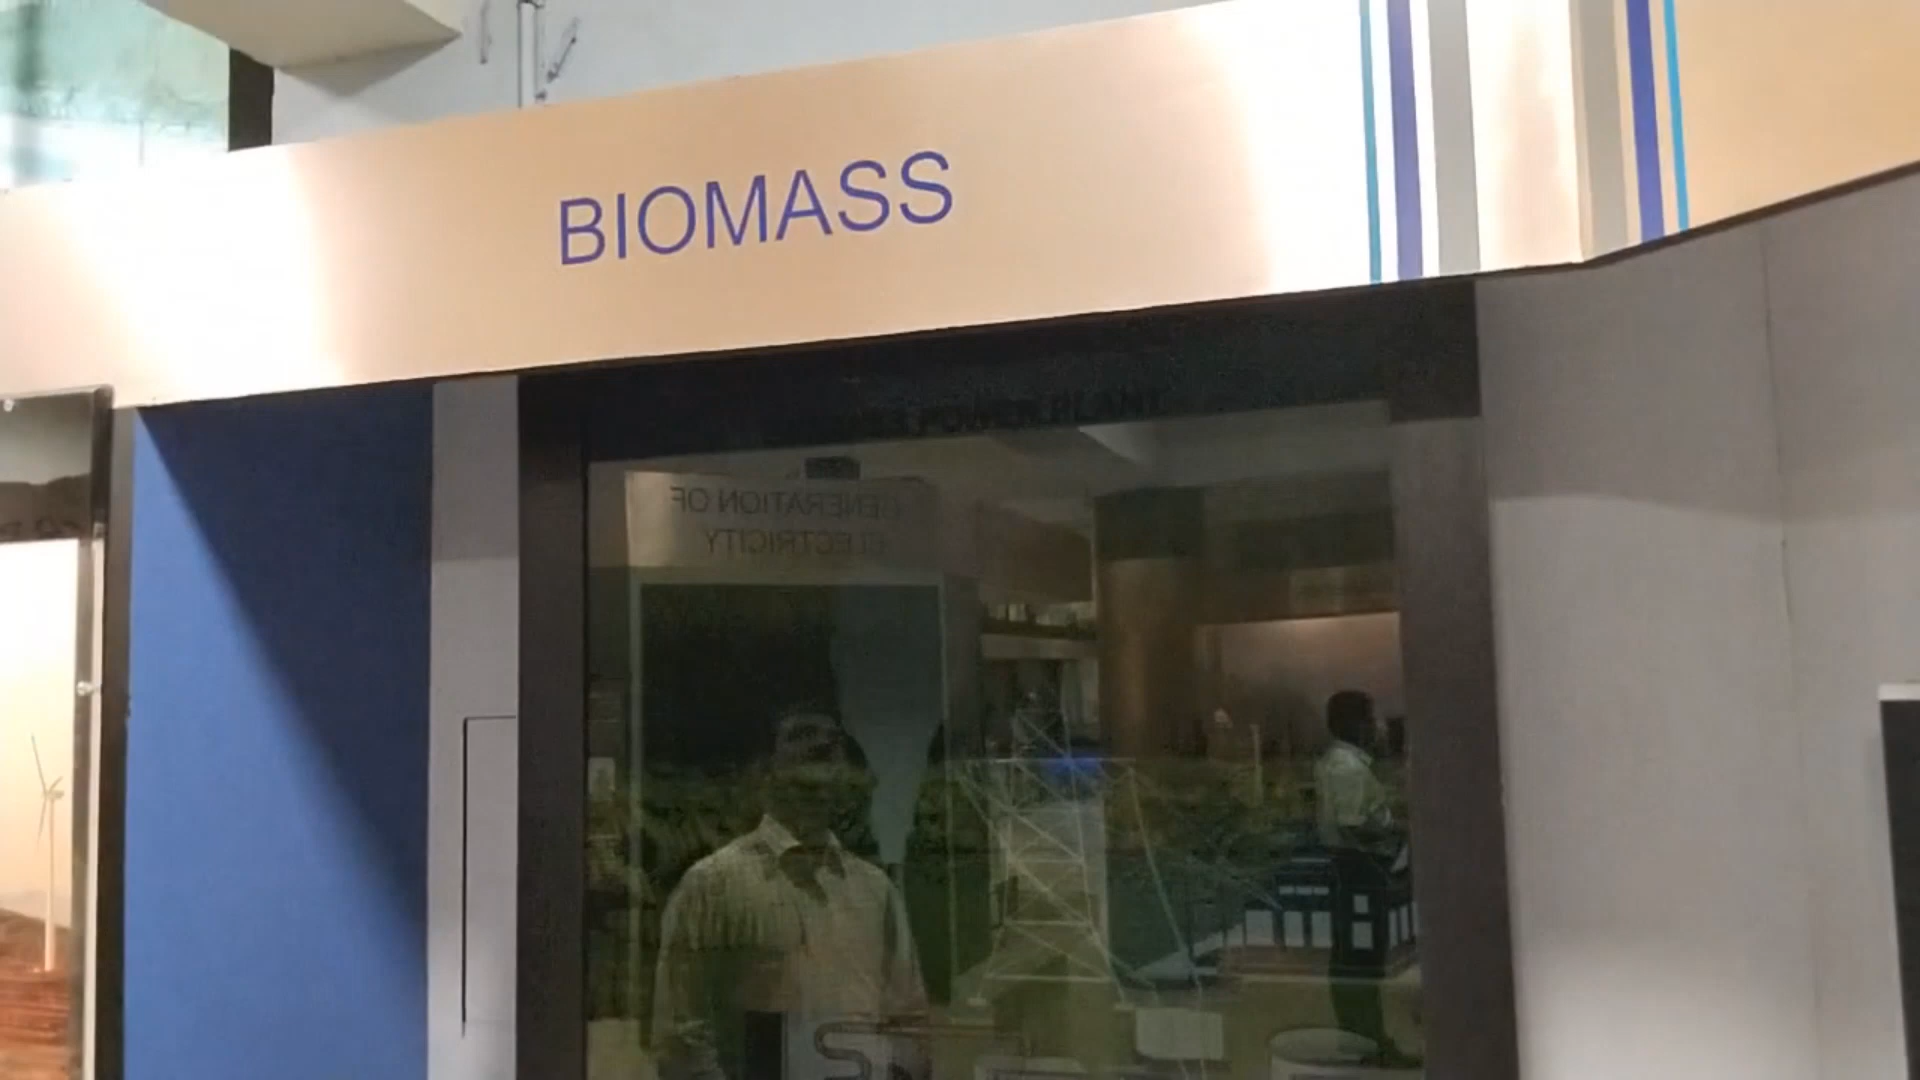 BIOMASS
POWER PLANT
GENERATION OF
ELECTRICITY